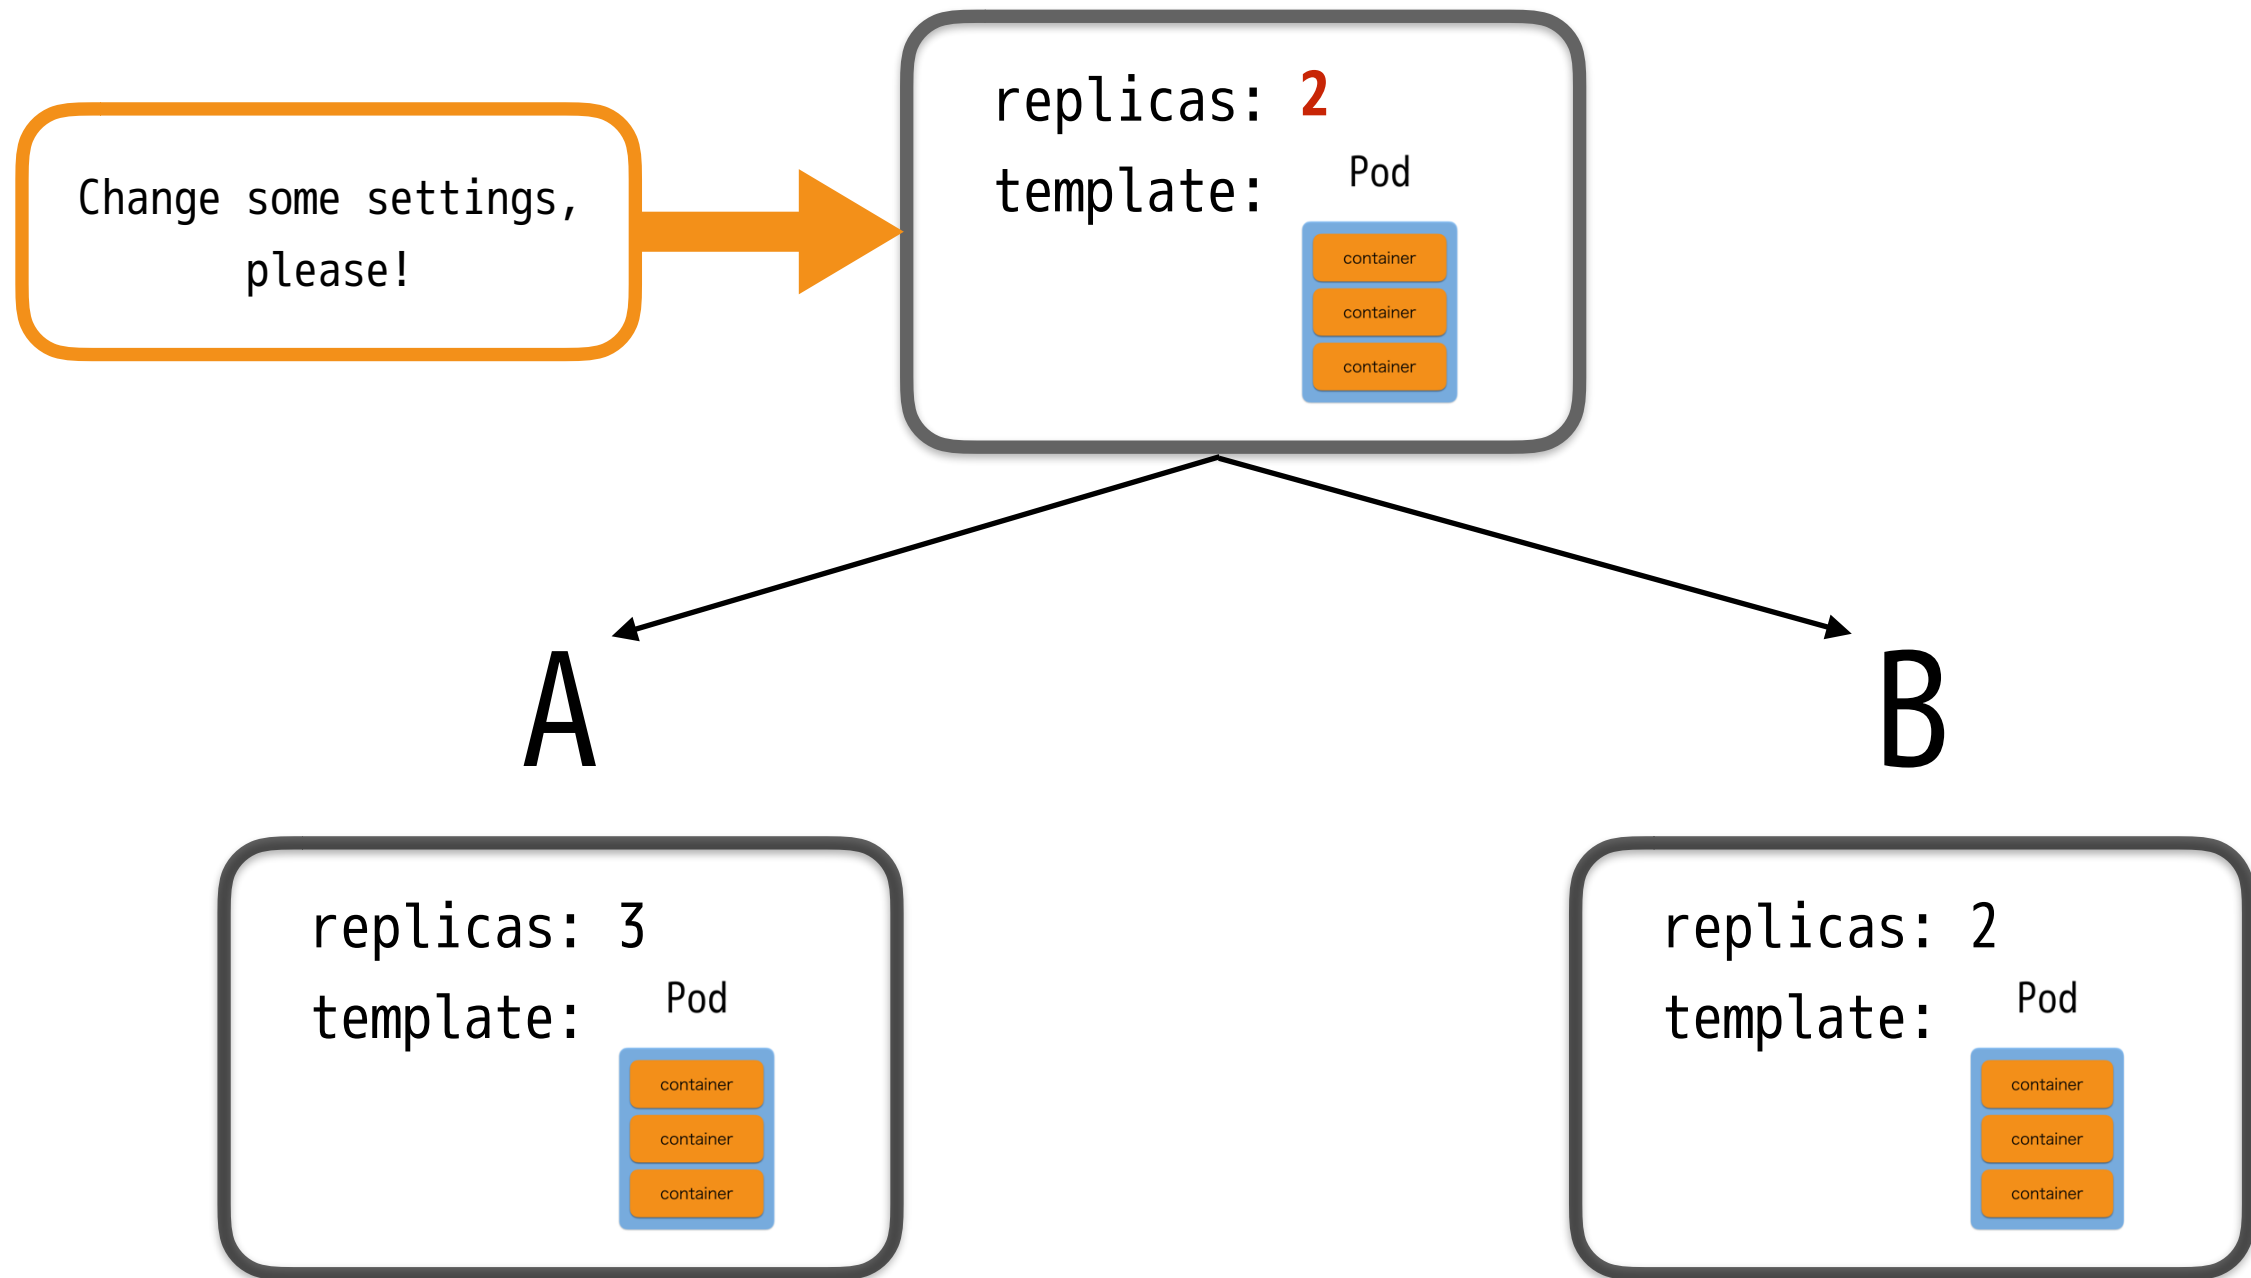 Change some settings,
please!
replicas: 2
template:
Pod
container
container
container
A
B
replicas: 3
template:
Pod
container
container
container
replicas: 2
template:
Pod
container
container
container